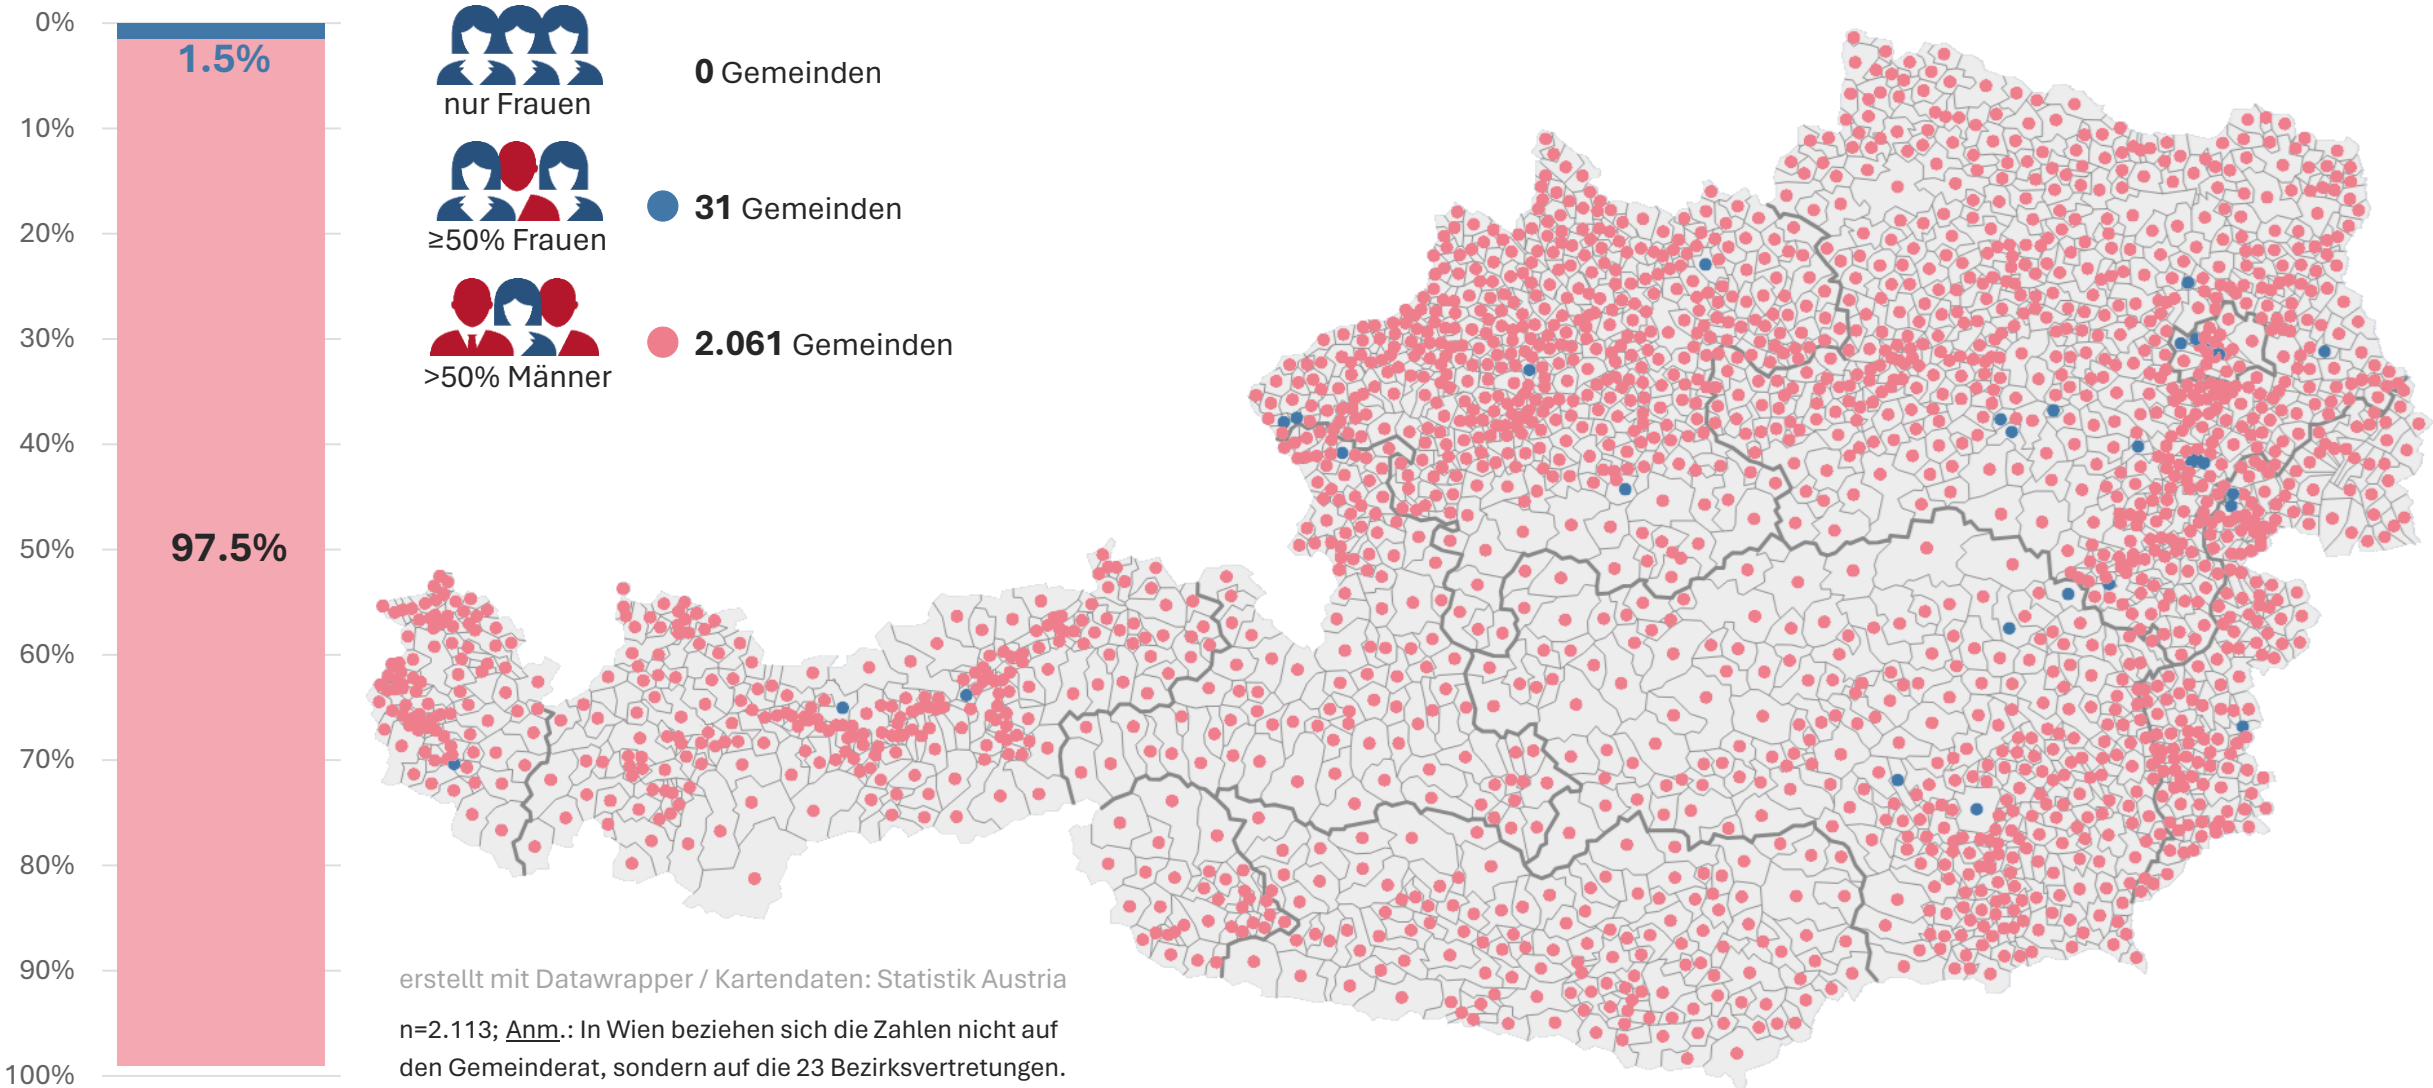 0%
10%
20%
30%
40%
50%
60%
70%
80%
90%
100%
1.5%
97.5%
nur Frauen
0 Gemeinden
≥50% Frauen
31 Gemeinden
>50% Männer
2.061 Gemeinden
erstellt mit Datawrapper / Kartendaten: Statistik Austria
n=2.113; Anm.: In Wien beziehen sich die Zahlen nicht auf
den Gemeinderat, sondern auf die 23 Bezirksvertretungen.